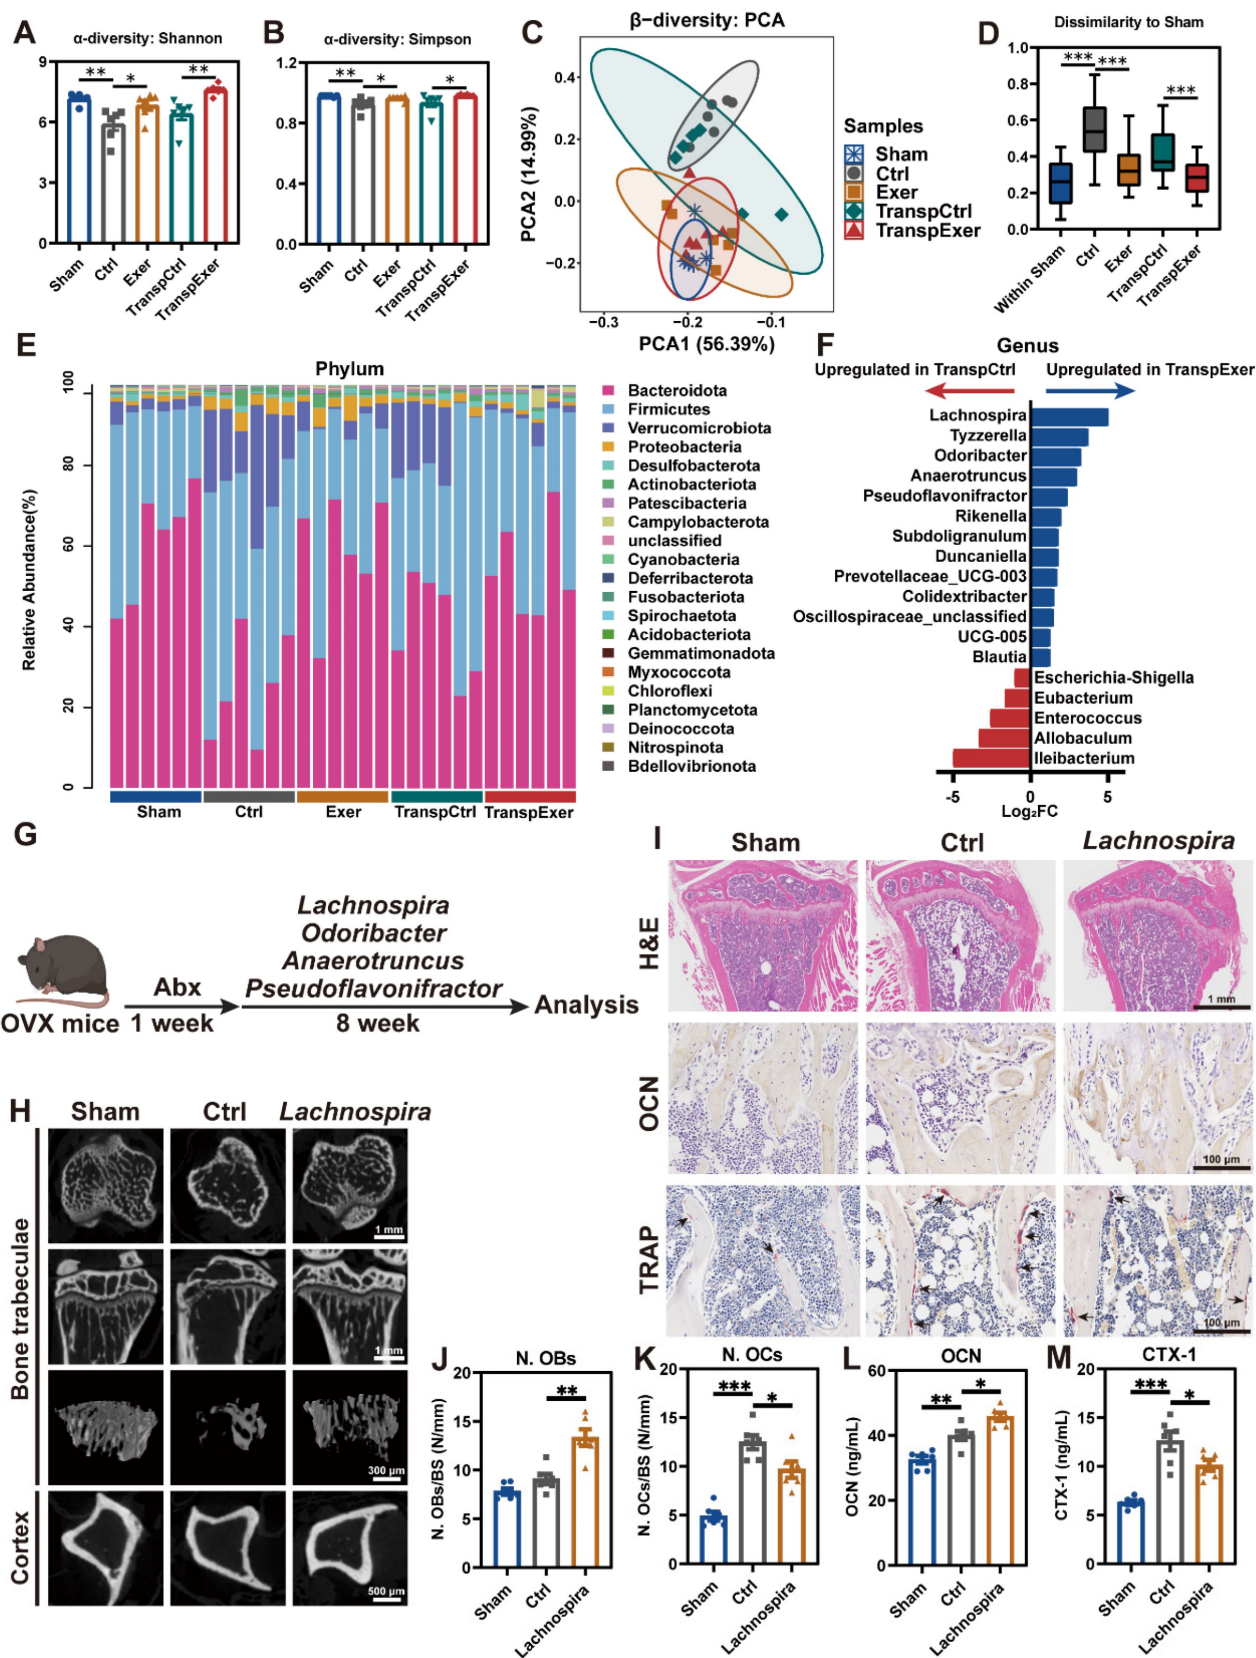 A
α-diversity: Shannon
** * **
9
6
3
0
Sham
Ctrl
Exer
TranspCtrl
TranspExer
B
α-diversity: Simpson
** * *
1.2
0.8
0.4
0.0
Sham
Ctrl
Exer
TranspCtrl
TranspExer
C
β−diversity: PCA
PCA2 (14.99%)
0.4
0.2
0.0
−0.2
−0.3 −0.2 −0.1
PCA1 (56.39%)
Samples
Sham
Ctrl
Exer
TranspCtrl
TranspExer
D
Dissimilarity to Sham
*** *** ***
1.0
0.8
0.6
0.4
0.2
0.0
Within Sham
Ctrl
Exer
TranspCtrl
TranspExer
E
Phylum
Relative Abundance(%)
100
80
60
40
20
0
Sham Ctrl Exer TranspCtrl TranspExer
Bacteroidota
Firmicutes
Verrucomicrobiota
Proteobacteria
Desulfobacterota
Actinobacteriota
Patescibacteria
Campylobacterota
unclassified
Cyanobacteria
Deferribacterota
Fusobacteriota
Spirochaetota
Acidobacteriota
Gemmatimonadota
Myxococcota
Chloroflexi
Planctomycetota
Deinococcota
Nitrospinota
Bdellovibrionota
F
Genus
Upregulated in TranspCtrl Upregulated in TranspExer
Lachnospira
Tyzzerella
Odoribacter
Anaerotruncus
Pseudoflavonifractor
Rikenella
Subdoligranulum
Duncaniella
Prevotellaceae_UCG-003
Colidextribacter
Oscillospiraceae_unclassified
UCG-005
Blautia
Escherichia-Shigella
Eubacterium
Enterococcus
Allobaculum
Ileibacterium
-5 0 5
Log₂FC
G
Lachnospira
Odoribacter
Anaerotruncus
Pseudoflavonifractor
Abx
Analysis
OVX mice
1 week
8 week
H
Sham Ctrl Lachnospira
Bone trabeculae
1 mm
1 mm
300 μm
Cortex
500 μm
I
Sham Ctrl Lachnospira
H&E
1 mm
OCN
100 μm
TRAP
100 μm
J
N. OBs
**
N. OBs/BS (N/mm)
20
15
10
5
0
Sham
Ctrl
Lachnospira
K
N. OCs
*** *
N. OCs/BS (N/mm)
20
15
10
5
0
Sham
Ctrl
Lachnospira
L
OCN
** *
OCN (ng/mL)
60
40
20
0
Sham
Ctrl
Lachnospira
M
CTX-1
*** *
CTX-1 (ng/mL)
20
15
10
5
0
Sham
Ctrl
Lachnospira